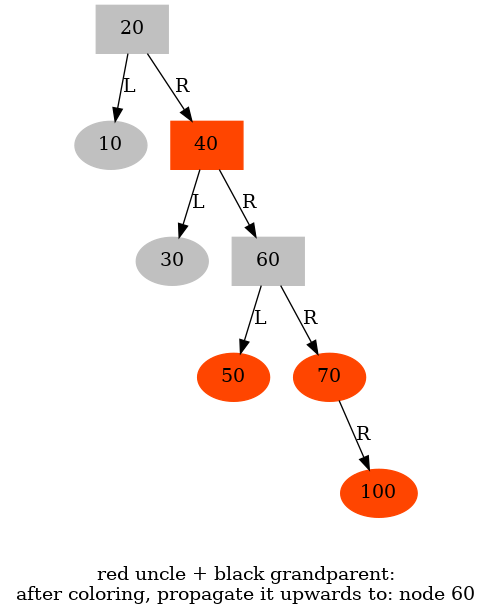 20
L R
10 40
L R
30 60
L R
50 70
R
100
red uncle + black grandparent:
after coloring, propagate it upwards to: node 60